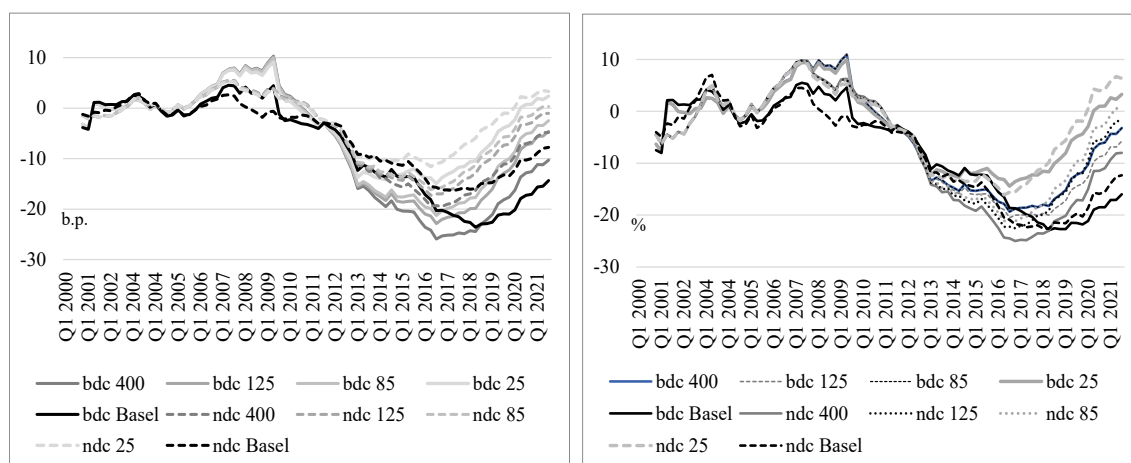 10
0
-10
-20
-30
b.p.
Q1 2000
Q1 2001
Q1 2002
Q1 2004
Q1 2005
Q1 2006
Q1 2007
Q1 2008
Q1 2009
Q1 2010
Q1 2011
Q1 2012
Q1 2013
Q1 2014
Q1 2015
Q1 2016
Q1 2017
Q1 2018
Q1 2019
Q1 2020
Q1 2021
bdc 400 bdc 125 bdc 85 bdc 25
bdc Basel ndc 400 ndc 125 ndc 85
ndc 25 ndc Basel
10
0
-10
-20
-30
%
Q1 2000
Q1 2001
Q1 2002
Q1 2004
Q1 2005
Q1 2006
Q1 2007
Q1 2008
Q1 2009
Q1 2010
Q1 2011
Q1 2012
Q1 2013
Q1 2014
Q1 2015
Q1 2016
Q1 2017
Q1 2018
Q1 2019
Q1 2020
Q1 2021
bdc 400 bdc 125 bdc 85 bdc 25
bdc Basel ndc 400 ndc 125 ndc 85
ndc 25 ndc Basel